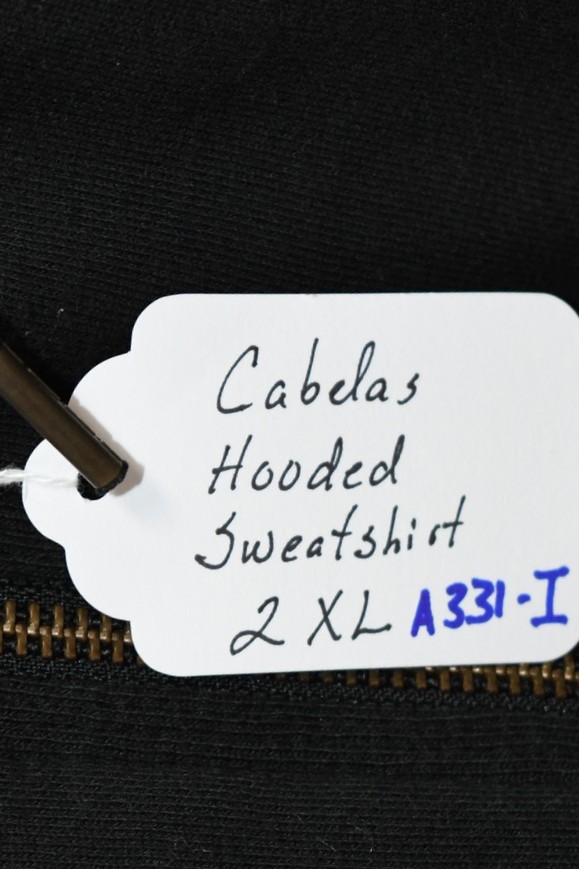 Cabelas
Hooded
Sweatshirt
2 XL A331-I